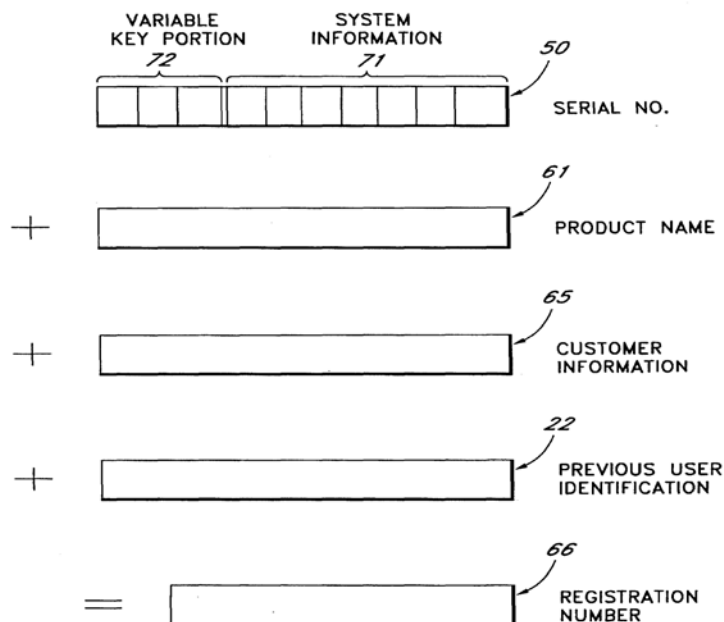 VARIABLE
KEY PORTION
72
SYSTEM
INFORMATION
71
50
SERIAL NO.
61
+
PRODUCT NAME
65
+
CUSTOMER
INFORMATION
22
+
PREVIOUS USER
IDENTIFICATION
66
=
REGISTRATION
NUMBER